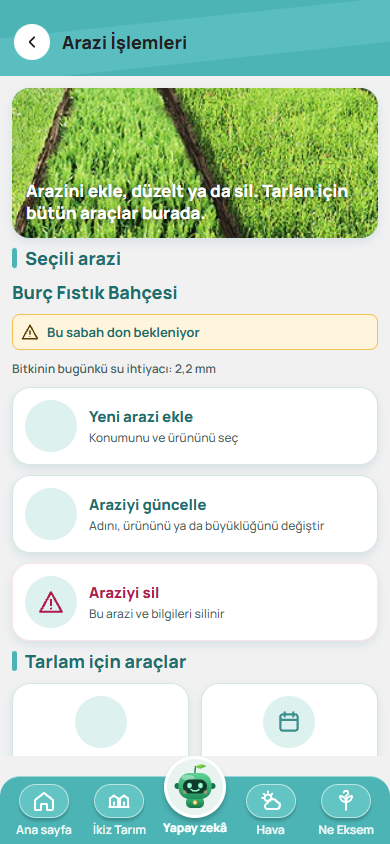 Arazi İşlemleri
Arazini ekle, düzelt ya da sil. Tarlan için
bütün araçlar burada.
Seçili arazi
Burç Fıstık Bahçesi
Bu sabah don bekleniyor
Bitkinin bugünkü su ihtiyacı: 2,2 mm
Yeni arazi ekle
Konumunu ve ürününü seç
Araziyi güncelle
Adını, ürününü ya da büyüklüğünü değiştir
Araziyi sil
Bu arazi ve bilgileri silinir
Tarlam için araçlar
Ana sayfa
İkiz Tarım
Yapay zekâ
Hava
Ne Eksem